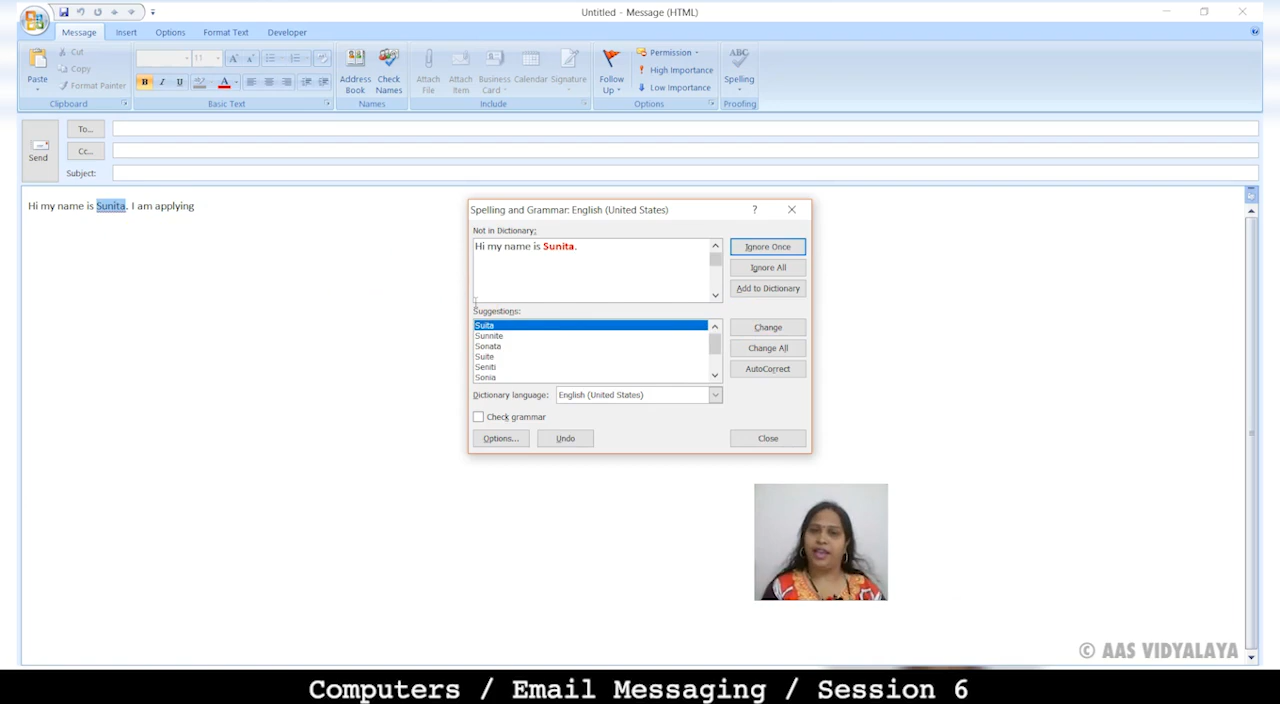 Untitled - Message (HTML)
Message Insert Options Format Text Developer
Paste
Cut
Copy
Format Painter
Clipboard
11
B I U
A
Basic Text
Address Book
Check Names
Names
Attach File
Attach Item
Business Card
Calendar
Signature
Include
Follow Up
Permission
High Importance
Low Importance
Options
ABC
Spelling
Proofing
Send
To...
Cc...
Subject:
Hi my name is Sunita. I am applying
Spelling and Grammar: English (United States)
?
Not in Dictionary:
Hi my name is Sunita.
Ignore Once
Ignore All
Add to Dictionary
Suggestions:
Suita
Sunnite
Sonata
Suite
Seniti
Sonia
Change
Change All
AutoCorrect
Dictionary language: English (United States)
Check grammar
Options... Undo Close
© AAS VIDYALAYA
Computers / Email Messaging / Session 6